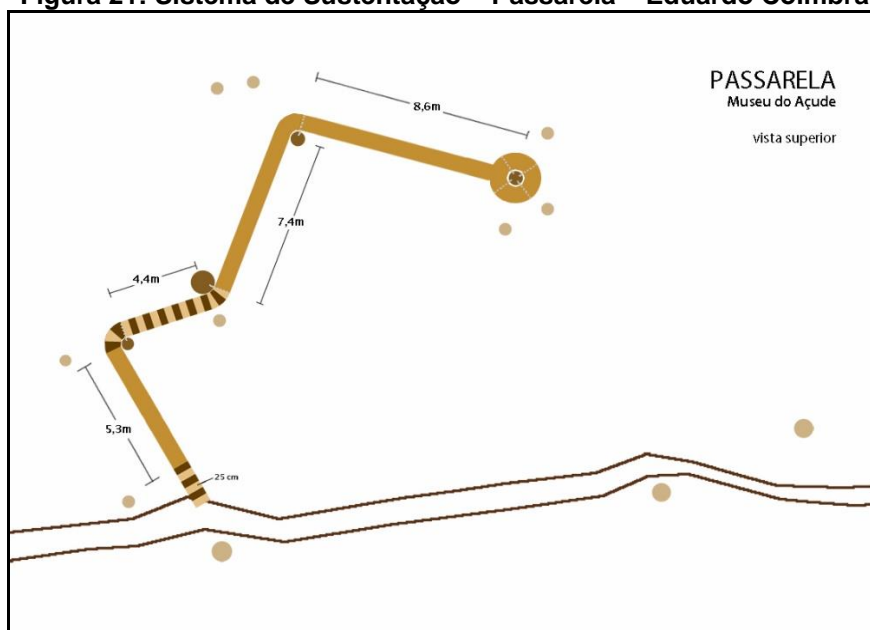 Figura 21: Sistema de Sustentação – Passarela – Eduardo Coimbra
PASSARELA
Museu do Açude
vista superior
8,6m
7,4m
4,4m
5,3m
25 cm